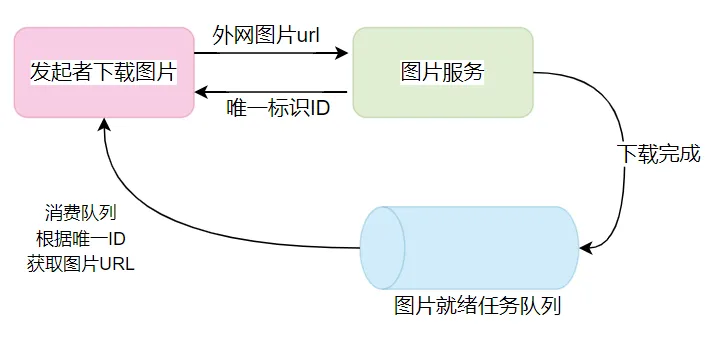 外网图片url
发起者下载图片
图片服务
唯一标识ID
下载完成
消费队列
根据唯一ID
获取图片URL
图片就绪任务队列